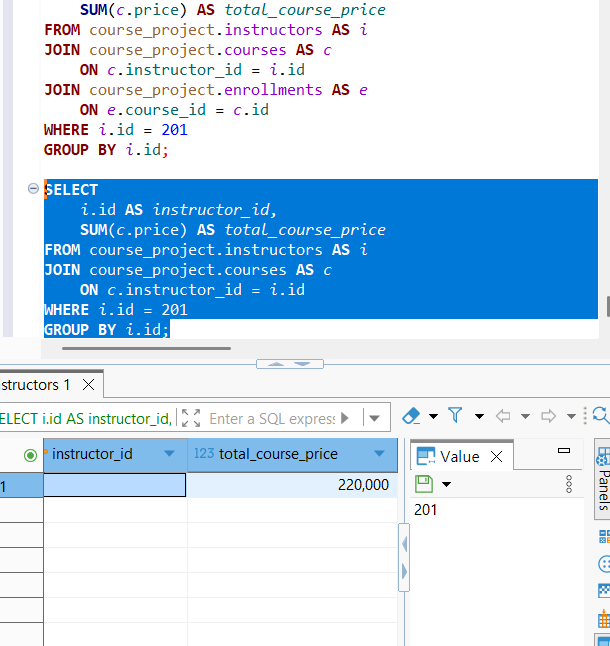 SUM(c.price) AS total_course_price
FROM course_project.instructors AS i
JOIN course_project.courses AS c
ON c.instructor_id = i.id
JOIN course_project.enrollments AS e
ON e.course_id = c.id
WHERE i.id = 201
GROUP BY i.id;
SELECT
i.id AS instructor_id,
SUM(c.price) AS total_course_price
FROM course_project.instructors AS i
JOIN course_project.courses AS c
ON c.instructor_id = i.id
WHERE i.id = 201
GROUP BY i.id;
structors 1
ELECT i.id AS instructor_id, Enter a SQL express
instructor_id 123 total_course_price
1 220,000
Value
201
Panels